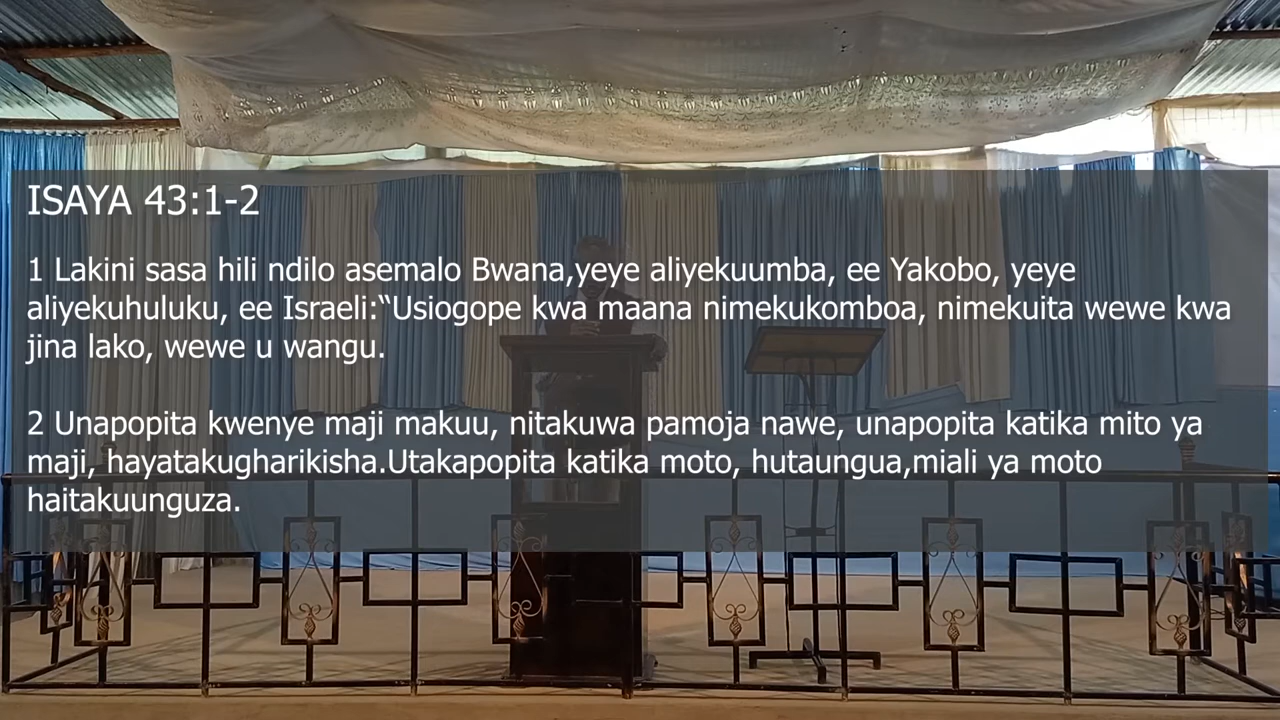 ISAYA 43:1-2
1 Lakini sasa hili ndilo asemalo Bwana,yeye aliyekuumba, ee Yakobo, yeye
aliyekuhuluku, ee Israeli:“Usiogope kwa maana nimekukomboa, nimekuita wewe kwa
jina lako, wewe u wangu.
2 Unapopita kwenye maji makuu, nitakuwa pamoja nawe, unapopita katika mito ya
maji, hayatakugharikisha.Utakapopita katika moto, hutaungua,miali ya moto
haitakuunguza.